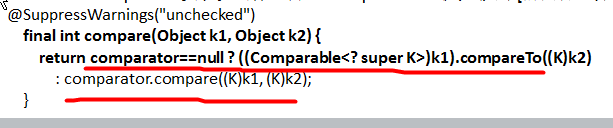 @SuppressWarnings("unchecked")
final int compare(Object k1, Object k2) {
return comparator==null ? ((Comparable<? super K>)k1).compareTo((K)k2)
: comparator.compare((K)k1, (K)k2);
}